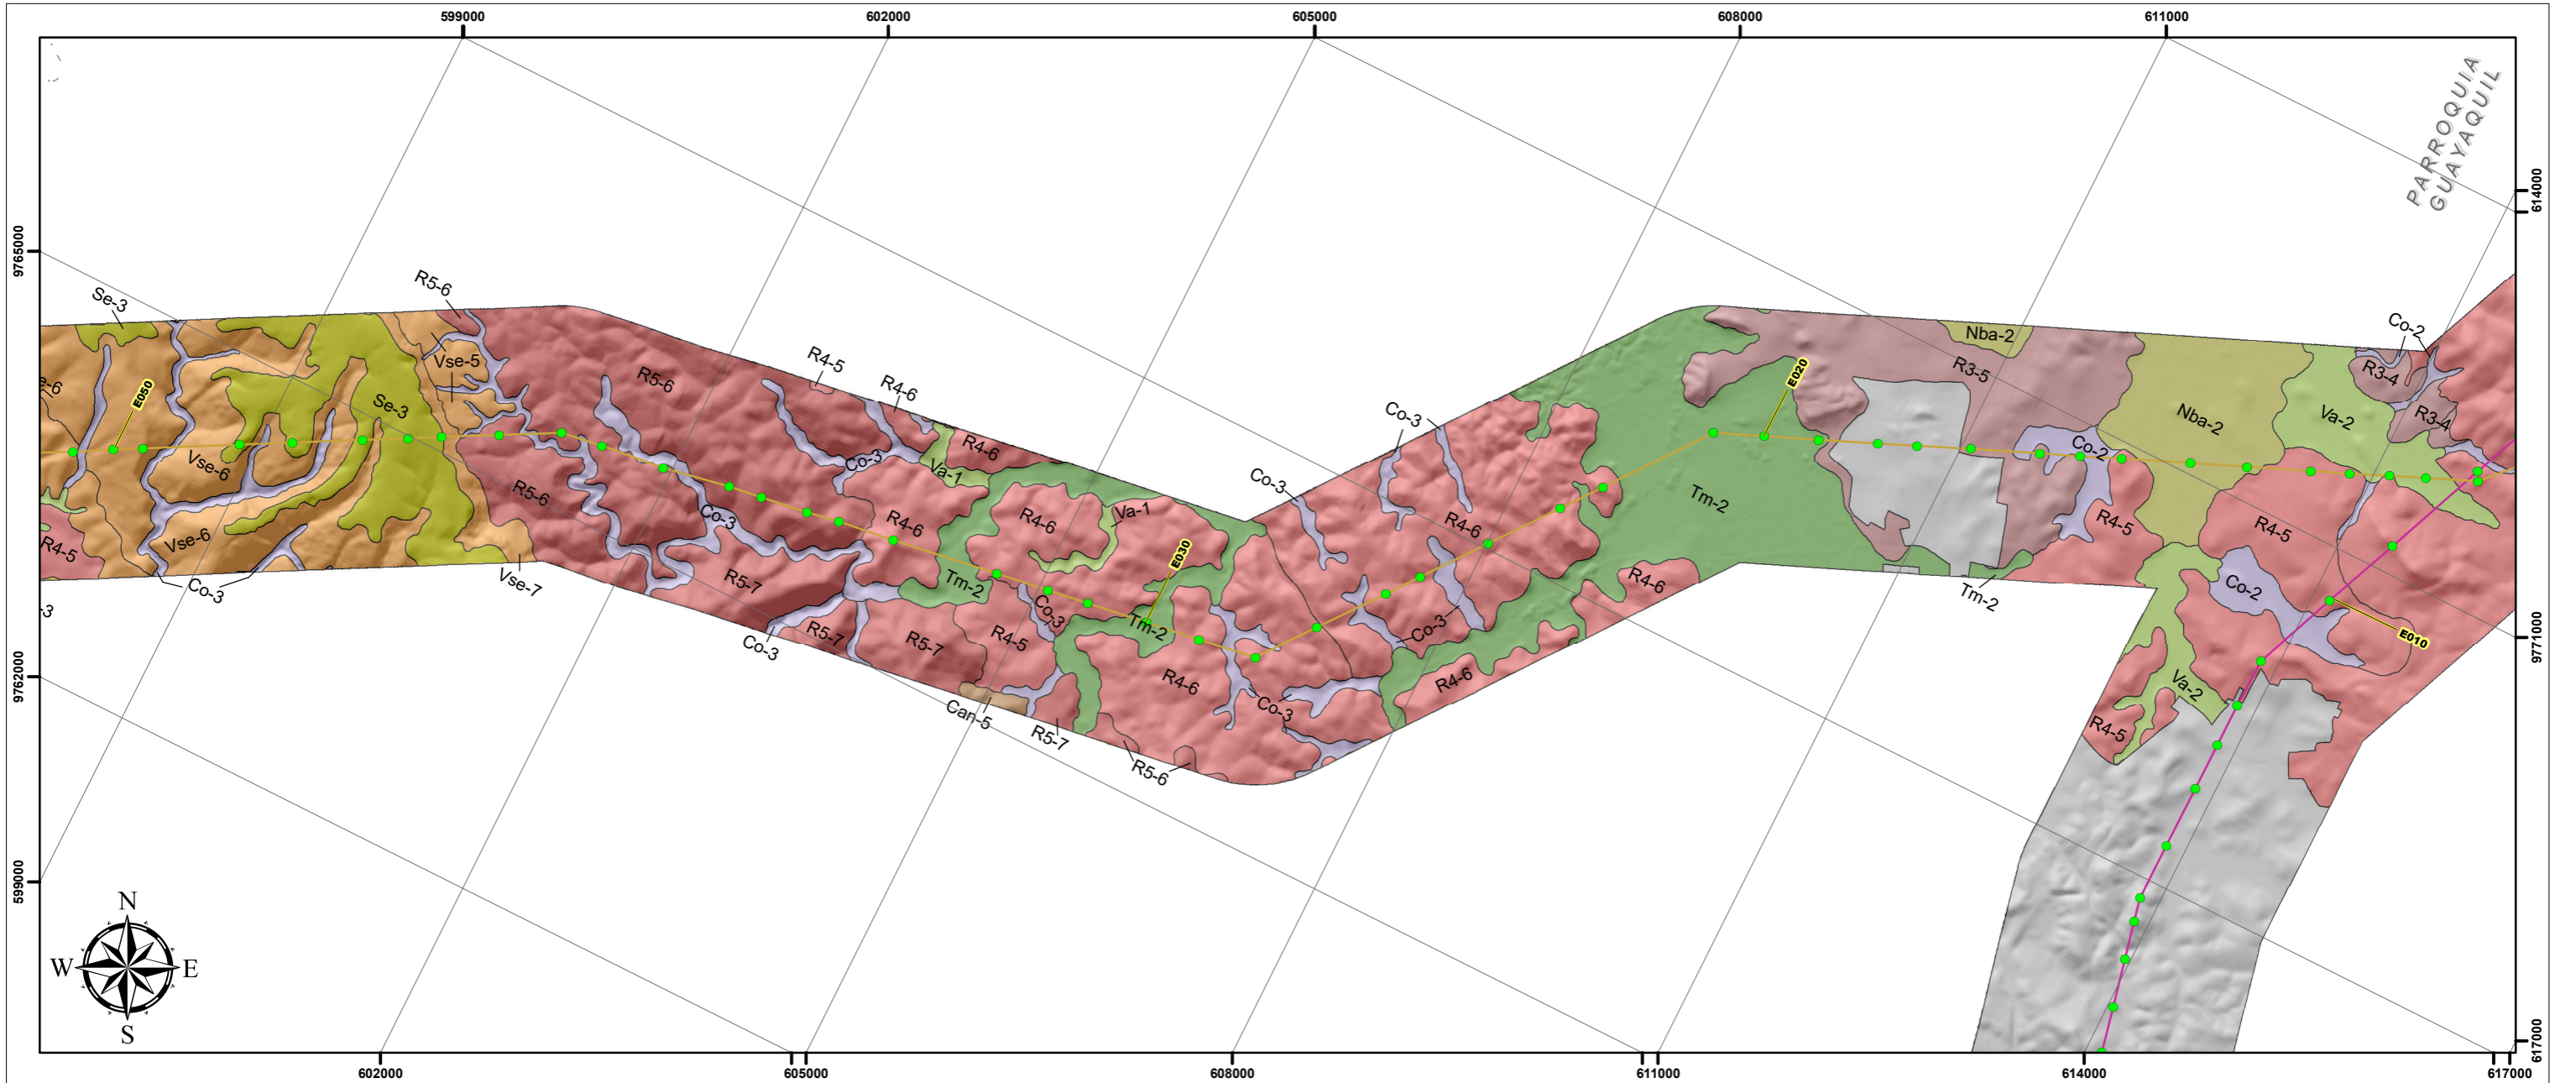 599000
602000
605000
608000
611000
PARROQUIA
GUAYAQUIL
614000
9765000
Se-3
R5-6
Co-2
Nba-2
Vse-5
R4-5
R3-5
E020
R3-4
R5-6
R4-6
e-6
E050
Se-3
Co-3
Nba-2
Va-2
R3-4
R4-6
Co-2
Vse-6
Co-3
Va-1
Co-3
R5-6
Tm-2
Co-3
R4-6
R4-6
Va-1
R4-6
R4-5
R4-5
Vse-6
R4-5
E030
Co-3
Vse-7
R5-7
Tm-2
R4-6
Tm-2
Co-2
-3
Co-3
Tm-2
Co-3
E010
9771000
R5-7
R5-7
R4-5
Co-3
R4-6
R4-6
Va-2
9762000
Can-5
Co-3
R5-7
R4-5
R5-6
599000
N
W
E
S
617000
602000
605000
608000
611000
614000
617000